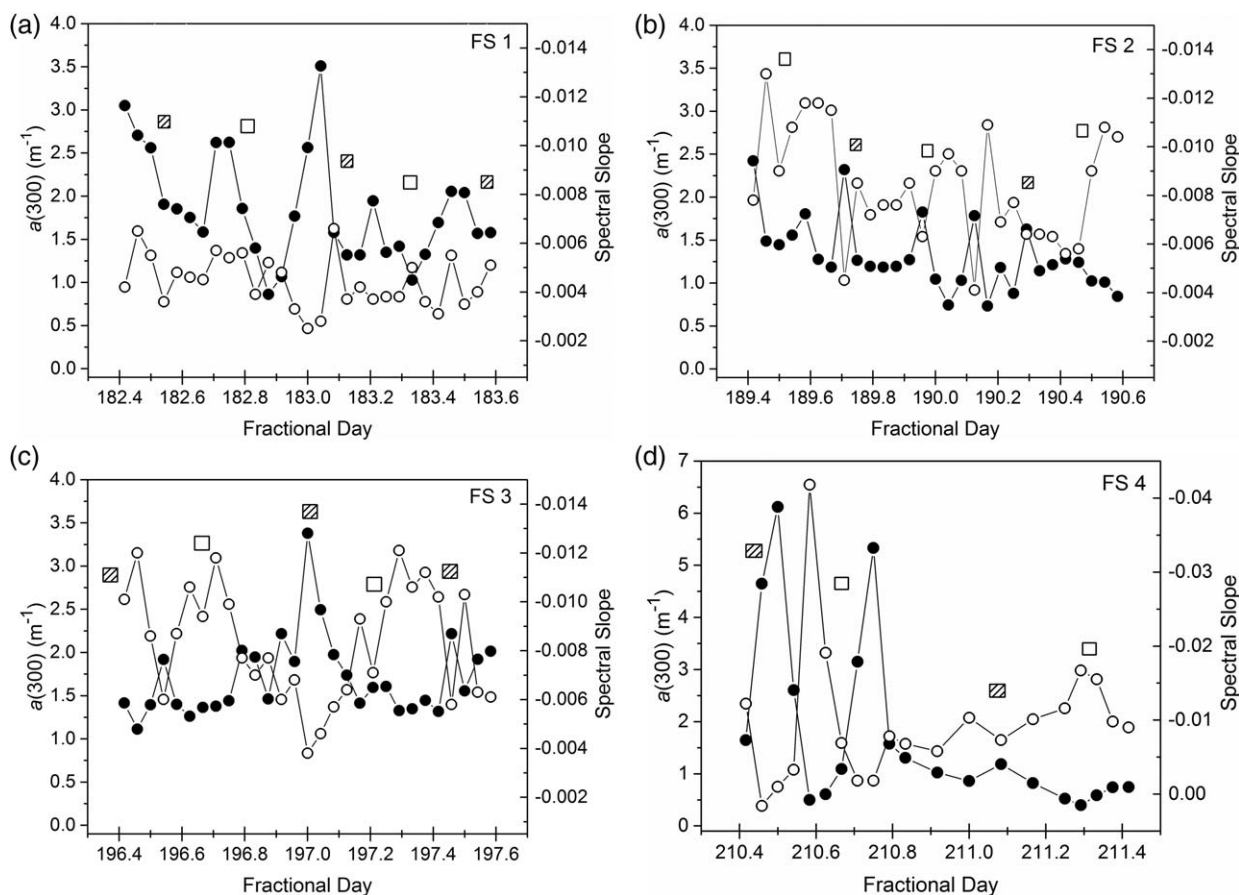 (a)
FS 1
4.0
3.5
3.0
2.5
2.0
1.5
1.0
0.5
0.0
a(300) (m⁻¹)
-0.014
-0.012
-0.010
-0.008
-0.006
-0.004
-0.002
Spectral Slope
182.4 182.6 182.8 183.0 183.2 183.4 183.6
Fractional Day
(b)
FS 2
4.0
3.5
3.0
2.5
2.0
1.5
1.0
0.5
0.0
a(300) (m⁻¹)
-0.014
-0.012
-0.010
-0.008
-0.006
-0.004
-0.002
Spectral Slope
189.4 189.6 189.8 190.0 190.2 190.4 190.6
Fractional Day
(c)
FS 3
4.0
3.5
3.0
2.5
2.0
1.5
1.0
0.5
0.0
a(300) (m⁻¹)
-0.014
-0.012
-0.010
-0.008
-0.006
-0.004
-0.002
Spectral Slope
196.4 196.6 196.8 197.0 197.2 197.4 197.6
Fractional Day
(d)
FS 4
7
6
5
4
3
2
1
0
a(300) (m⁻¹)
-0.04
-0.03
-0.02
-0.01
0.00
Spectral Slope
210.4 210.6 210.8 211.0 211.2 211.4
Fractional Day